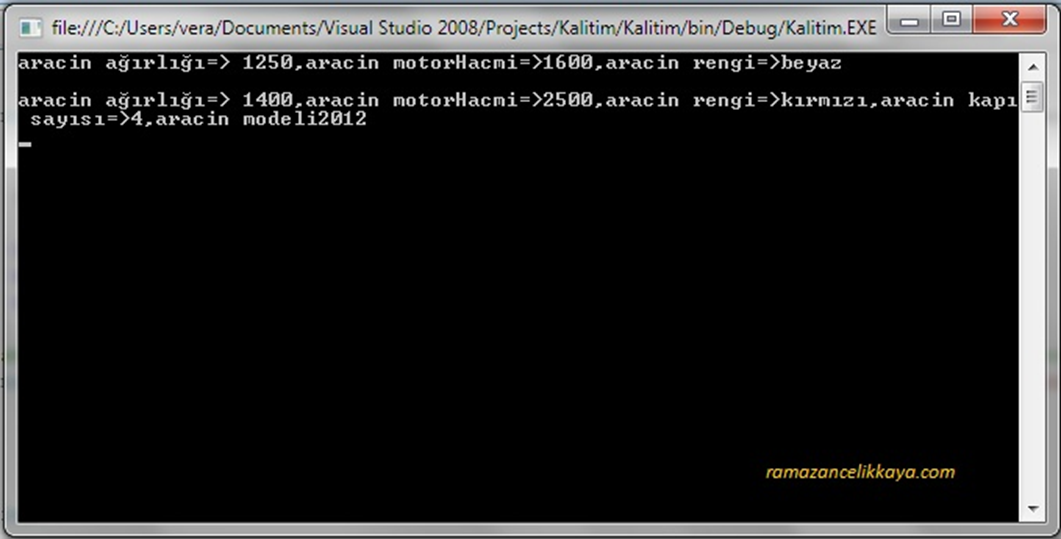 file:///C:/Users/vera/Documents/Visual Studio 2008/Projects/Kalitim/Kalitim/bin/Debug/Kalitim.EXE
aracin ağırlığı=> 1250,aracin motorHacmi=>1600,aracin rengi=>beyaz
aracin ağırlığı=> 1400,aracin motorHacmi=>2500,aracin rengi=>kırmızı,aracin kapı
sayısı=>4,aracin modeli2012
ramazancelikkaya.com